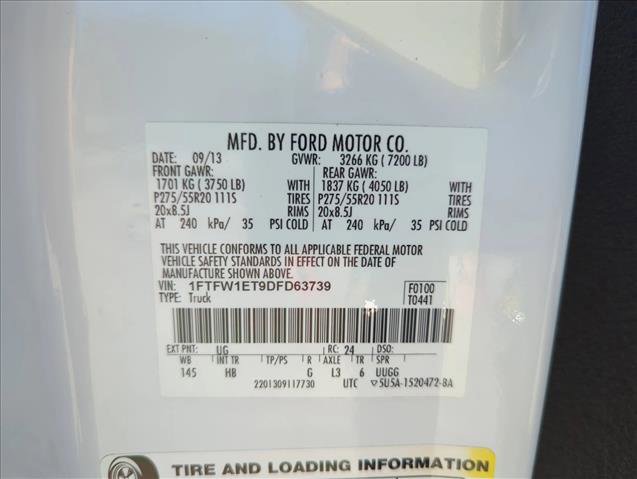 MFD. BY FORD MOTOR CO.
DATE: 09/13 GVWR: 3266 KG ( 7200 LB)
FRONT GAWR: REAR GAWR:
1701 KG ( 3750 LB) WITH 1837 KG ( 4050 LB) WITH
P275/55R20 111S TIRES P275/55R20 111S TIRES
20x8.5J RIMS 20x8.5J RIMS
AT 240 kPa/ 35 PSI COLD AT 240 kPa/ 35 PSI COLD
THIS VEHICLE CONFORMS TO ALL APPLICABLE FEDERAL MOTOR
VEHICLE SAFETY STANDARDS IN EFFECT ON THE DATE OF
MANUFACTURE SHOWN ABOVE.
VIN: 1FTFW1ET9DFD63739 F0100
TYPE: Truck T0441
EXT PNT: UG RC: 24 DSO:
WB INT TR TP/PS R AXLE TR SPR
145 HB G L3 6 UUGG
2201309117730 UTC 5U5A-1520472-BA
TIRE AND LOADING INFORMATION